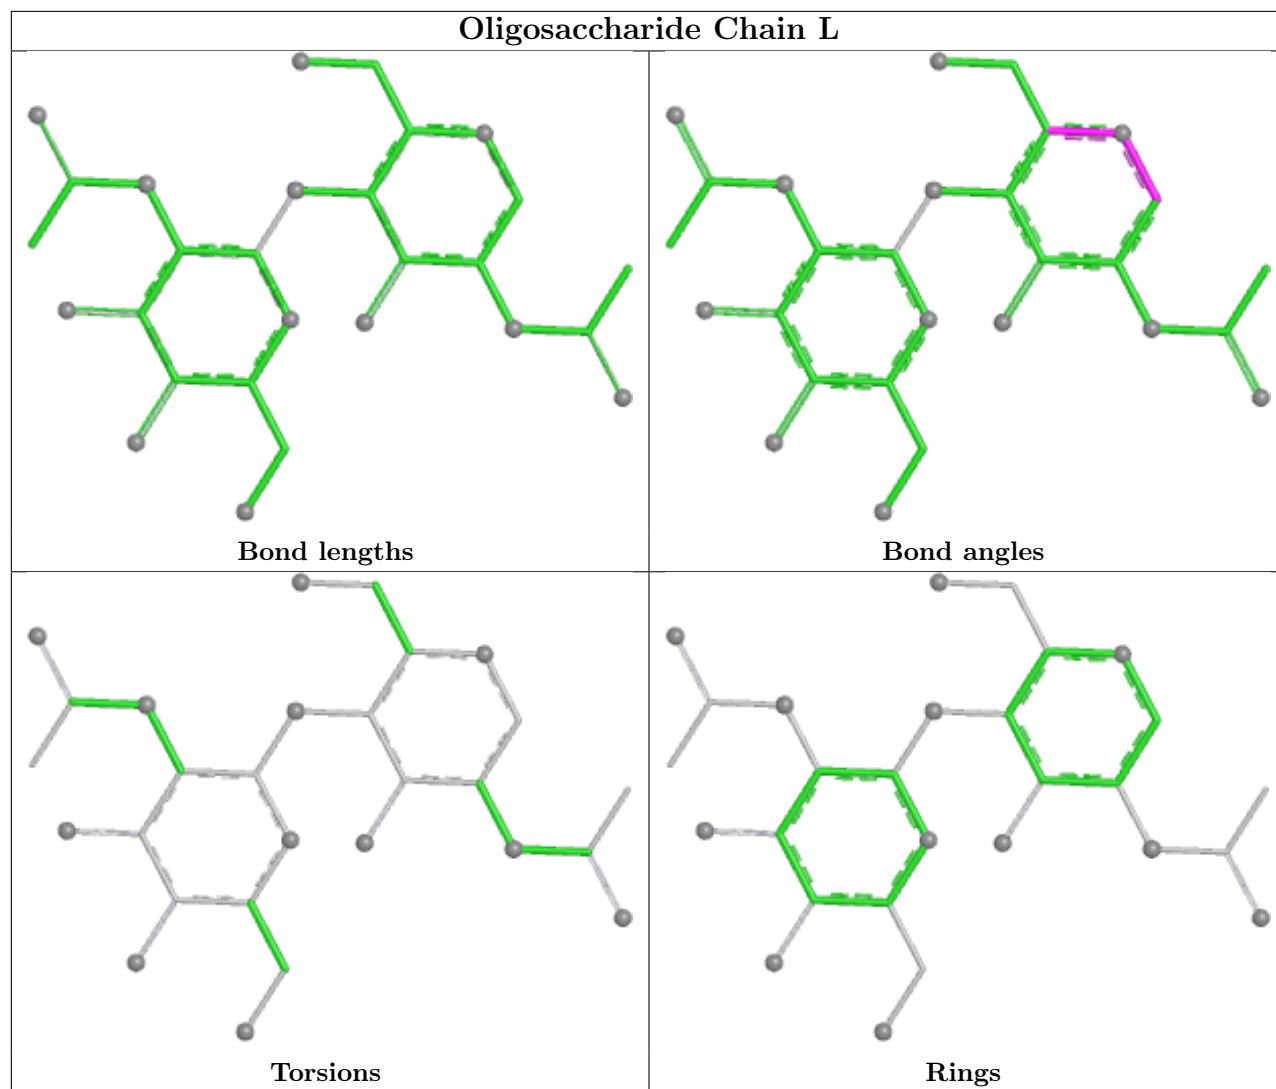 Oligosaccharide Chain L
Bond lengths
Bond angles
Torsions
Rings